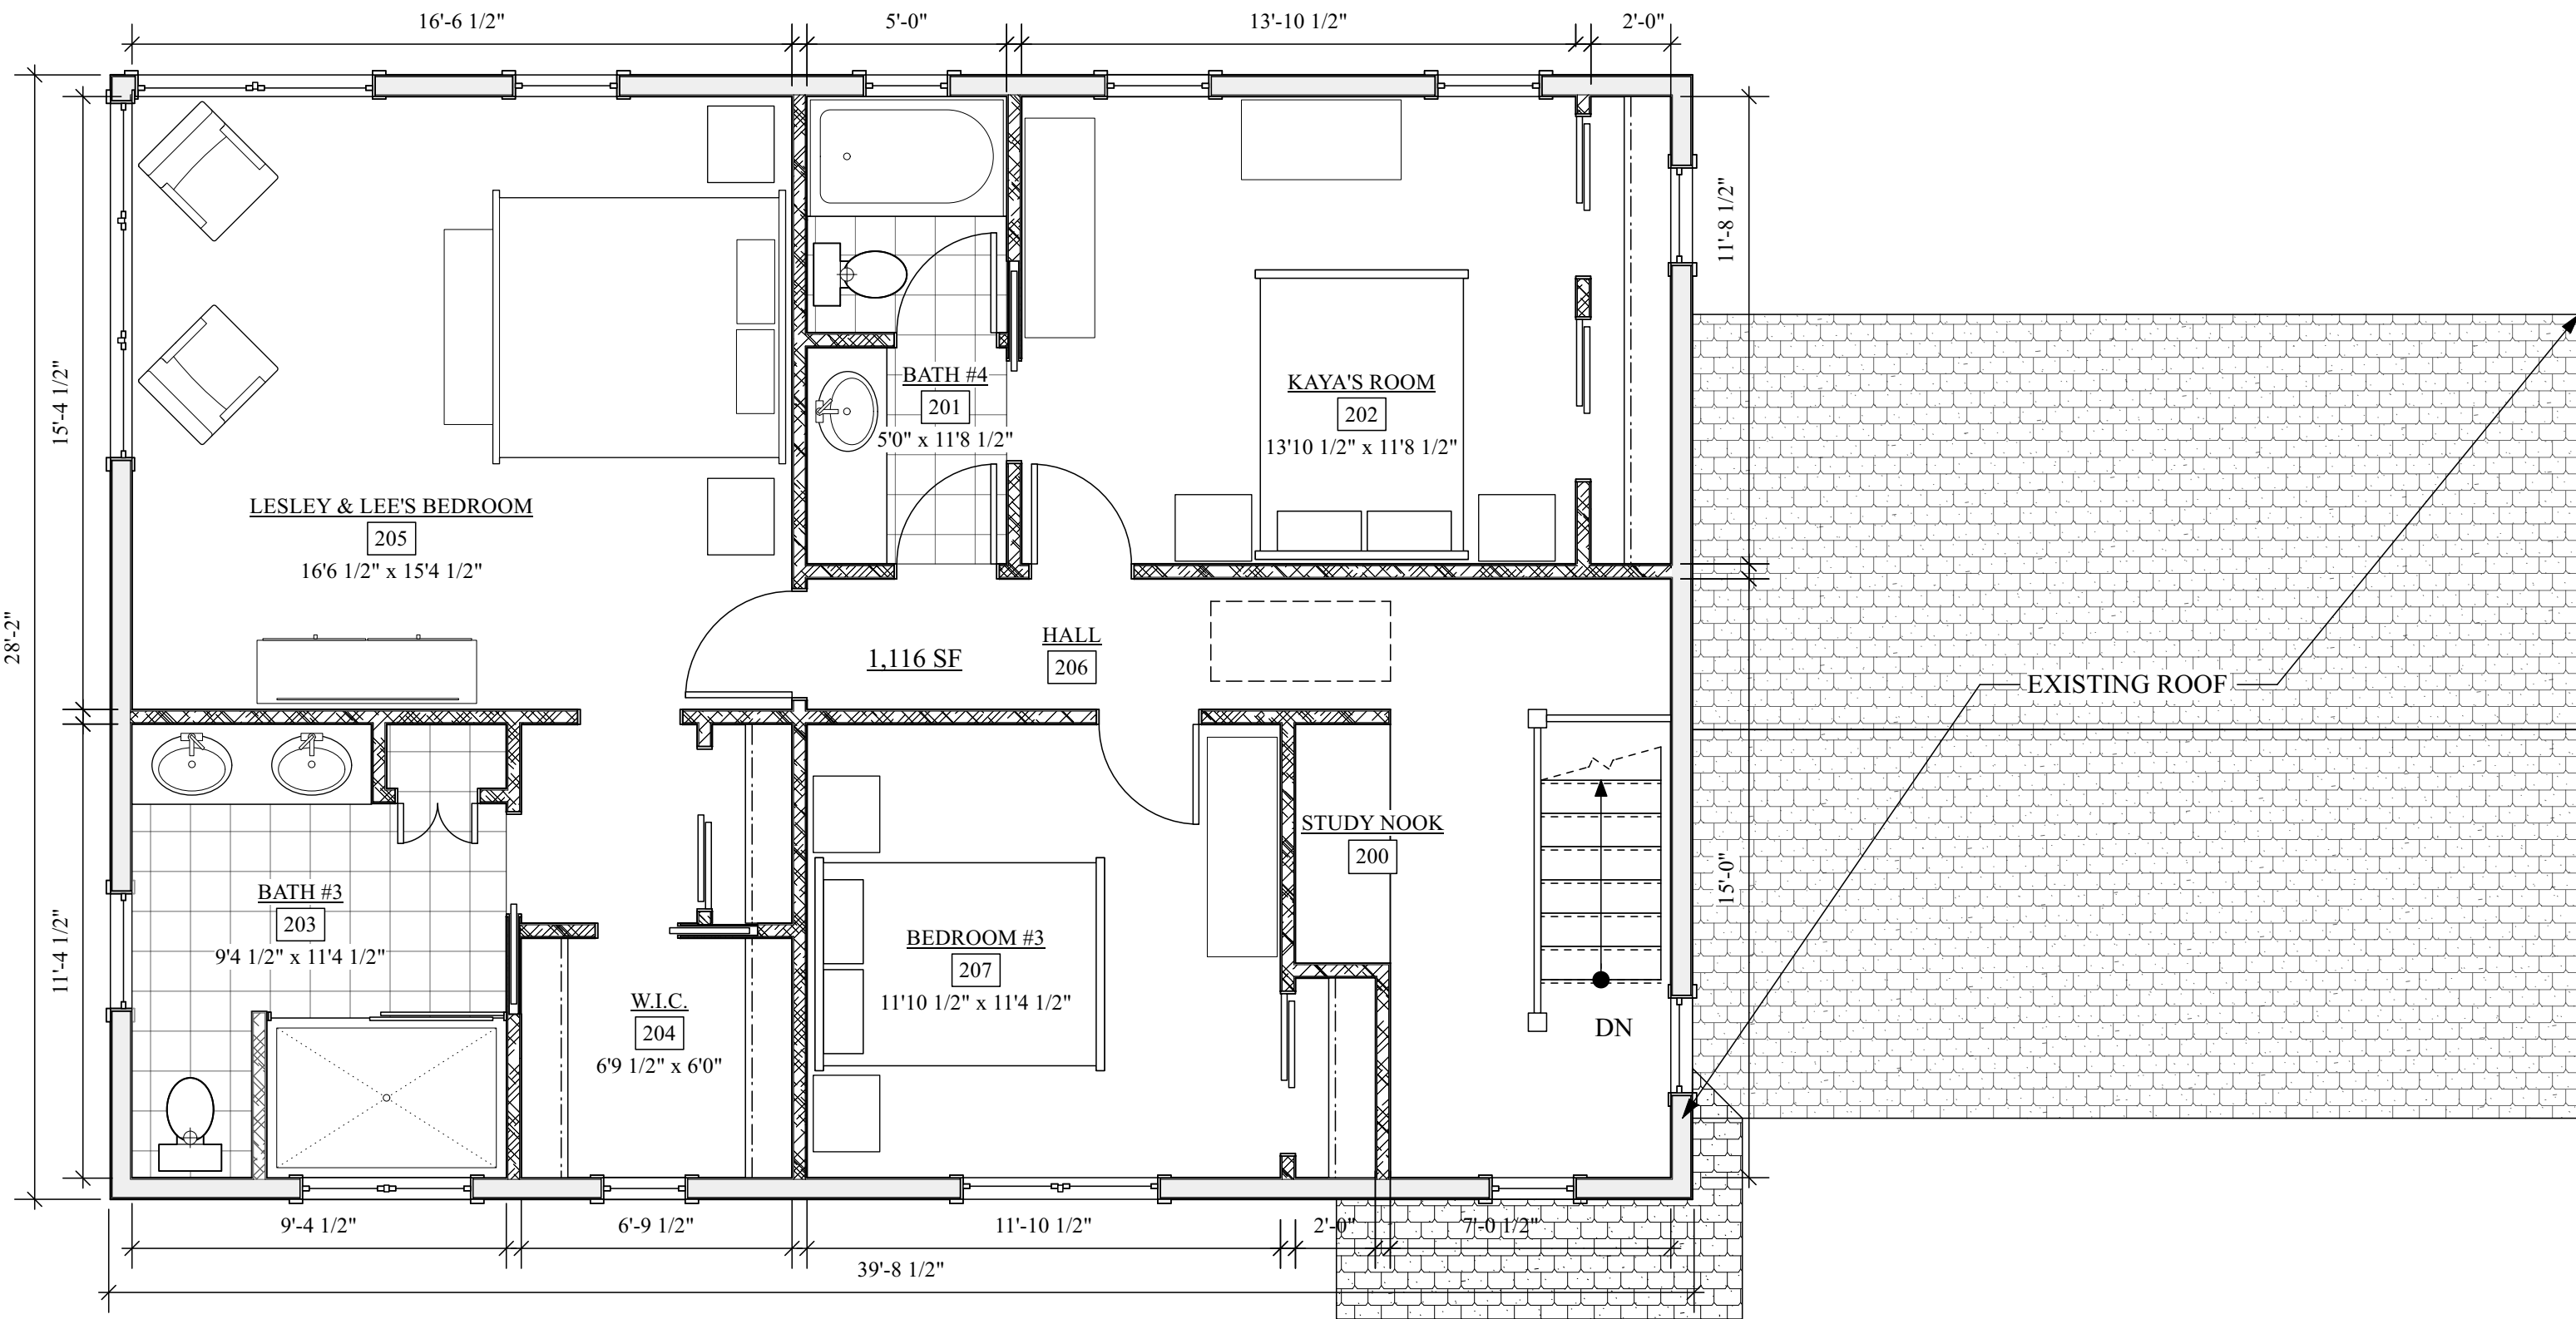 16'-6 1/2"
5'-0"
13'-10 1/2"
2'-0"
28'-2"
15'-4 1/2"
11'-4 1/2"
11'-8 1/2"
15'-0"
BATH #4
201
5'0" x 11'8 1/2"
KAYA'S ROOM
202
13'10 1/2" x 11'8 1/2"
LESLEY & LEE'S BEDROOM
205
16'6 1/2" x 15'4 1/2"
HALL
206
1,116 SF
EXISTING ROOF
STUDY NOOK
200
BATH #3
203
9'4 1/2" x 11'4 1/2"
BEDROOM #3
207
11'10 1/2" x 11'4 1/2"
W.I.C.
204
6'9 1/2" x 6'0"
DN
9'-4 1/2"
6'-9 1/2"
11'-10 1/2"
2'-0"
7'-0 1/2"
39'-8 1/2"